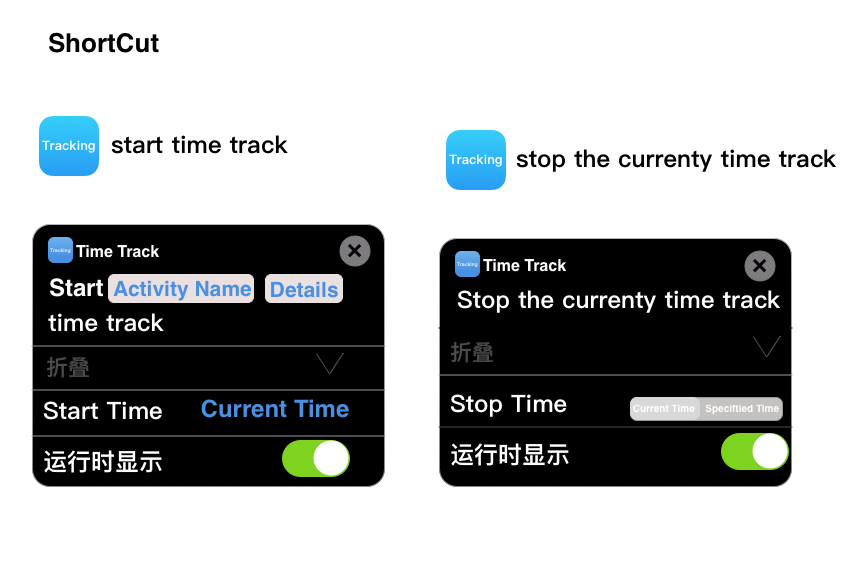 ShortCut
Tracking
start time track
Tracking
stop the currenty time track
Tracking
Time Track
Start Activity Name Details
time track
折叠
Start Time
Current Time
运行时显示
Tracking
Time Track
Stop the currenty time track
折叠
Stop Time
Current Time
Speciftied Time
运行时显示